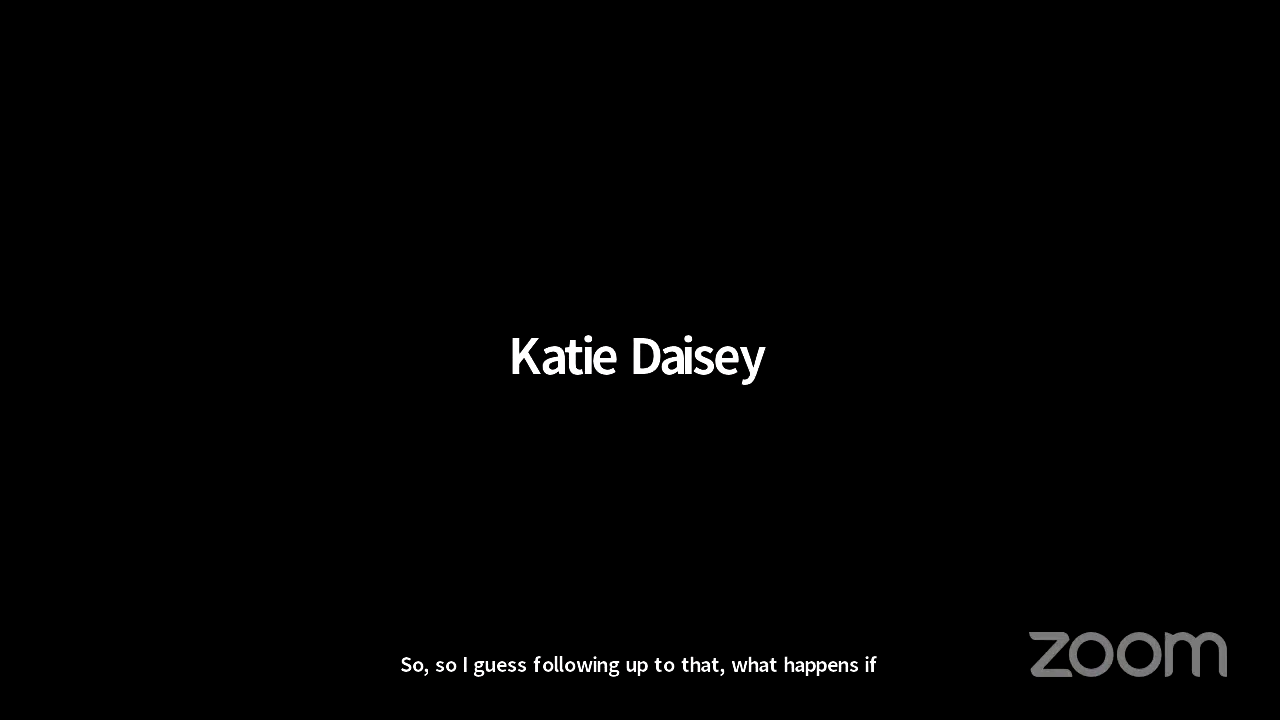 Katie Daisey
So, so I guess following up to that, what happens if
zoom